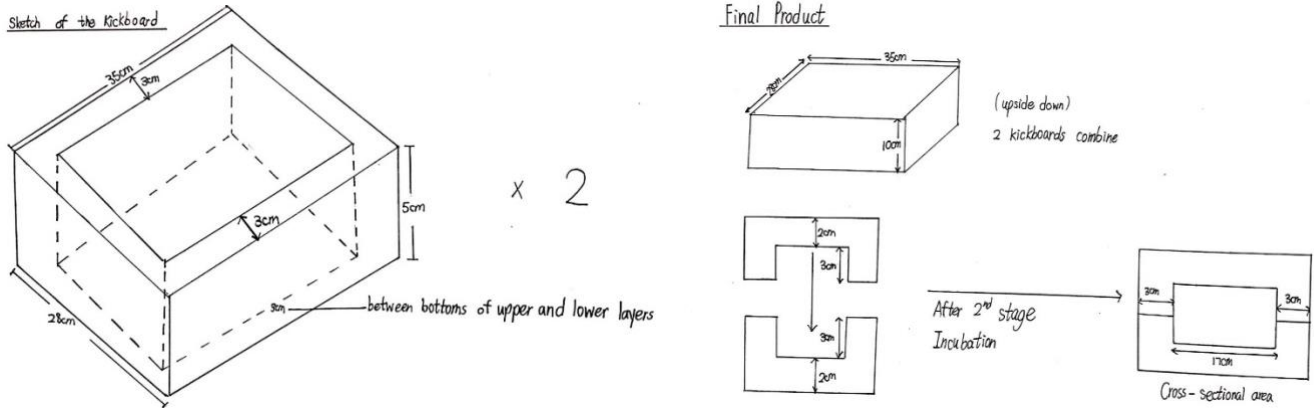 Sketch of the Kickboard
35cm
3cm
3cm
5cm
x 2
28cm
between bottoms of upper and lower layers
Final Product
35cm
28cm
10cm
(upside down)
2 kickboards combine
2cm
3cm
3cm
2cm
After 2nd stage
Incubation
3cm
3cm
17cm
Cross-sectional area